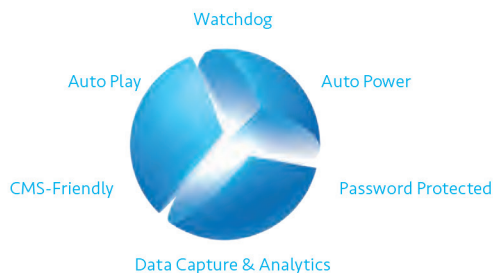 Watchdog
Auto Play
Auto Power
CMS-Friendly
Password Protected
Data Capture & Analytics